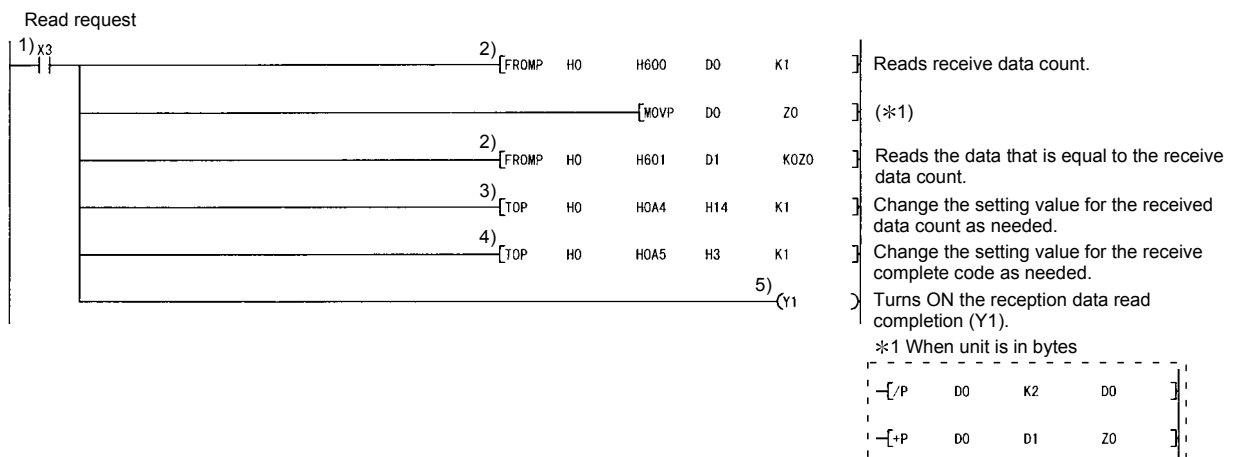 Read request
1) X3
2) [FROMP H0 H600 D0 K1 ] Reads receive data count.
[MOVP D0 Z0 ] (*1)
2) [FROMP H0 H601 D1 K0Z0 ] Reads the data that is equal to the receive
data count.
3) [TOP H0 H0A4 H14 K1 ] Change the setting value for the received
data count as needed.
4) [TOP H0 H0A5 H3 K1 ] Change the setting value for the receive
complete code as needed.
5) (Y1 ) Turns ON the reception data read
completion (Y1).
*1 When unit is in bytes
[/P D0 K2 D0 ]
[+P D0 D1 Z0 ]